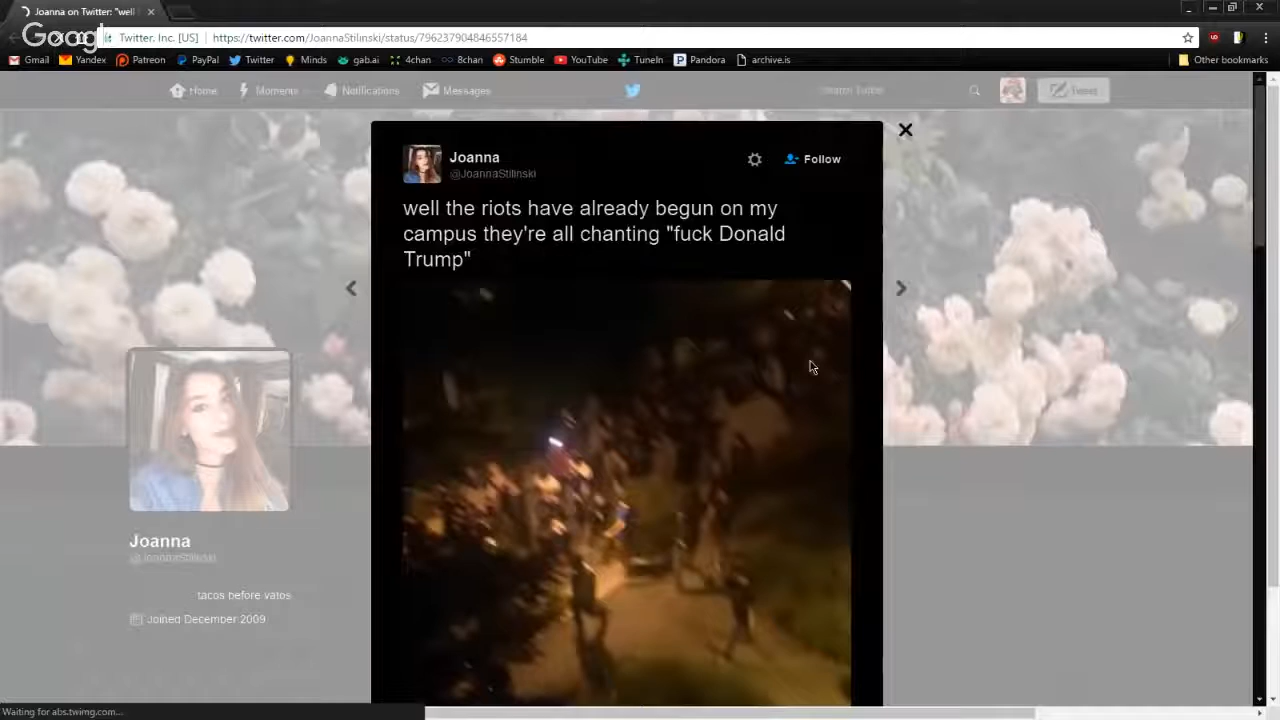 Joanna on Twitter: "well
Google
Twitter, Inc. [US]
https://twitter.com/JoannaStilinski/status/796237904846557184
Gmail
Yandex
Patreon
PayPal
Twitter
Minds
gab.ai
4chan
8chan
Stumble
YouTube
TuneIn
Pandora
archive.is
Other bookmarks
Home
Moments
Notifications
Messages
Search Twitter
Tweet
Joanna
@JoannaStilinski
Follow
well the riots have already begun on my
campus they're all chanting "fuck Donald
Trump"
Joanna
@JoannaStilinski
tacos before vatos
Joined December 2009
Waiting for abs.twimg.com...